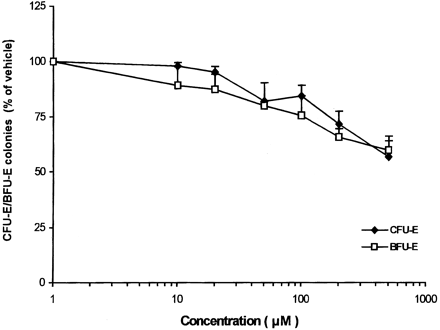 125
100
75
50
25
0
CFU-E/BFU-E colonies (% of vehicle)
CFU-E
BFU-E
1 10 100 1000
Concentration ( µM )